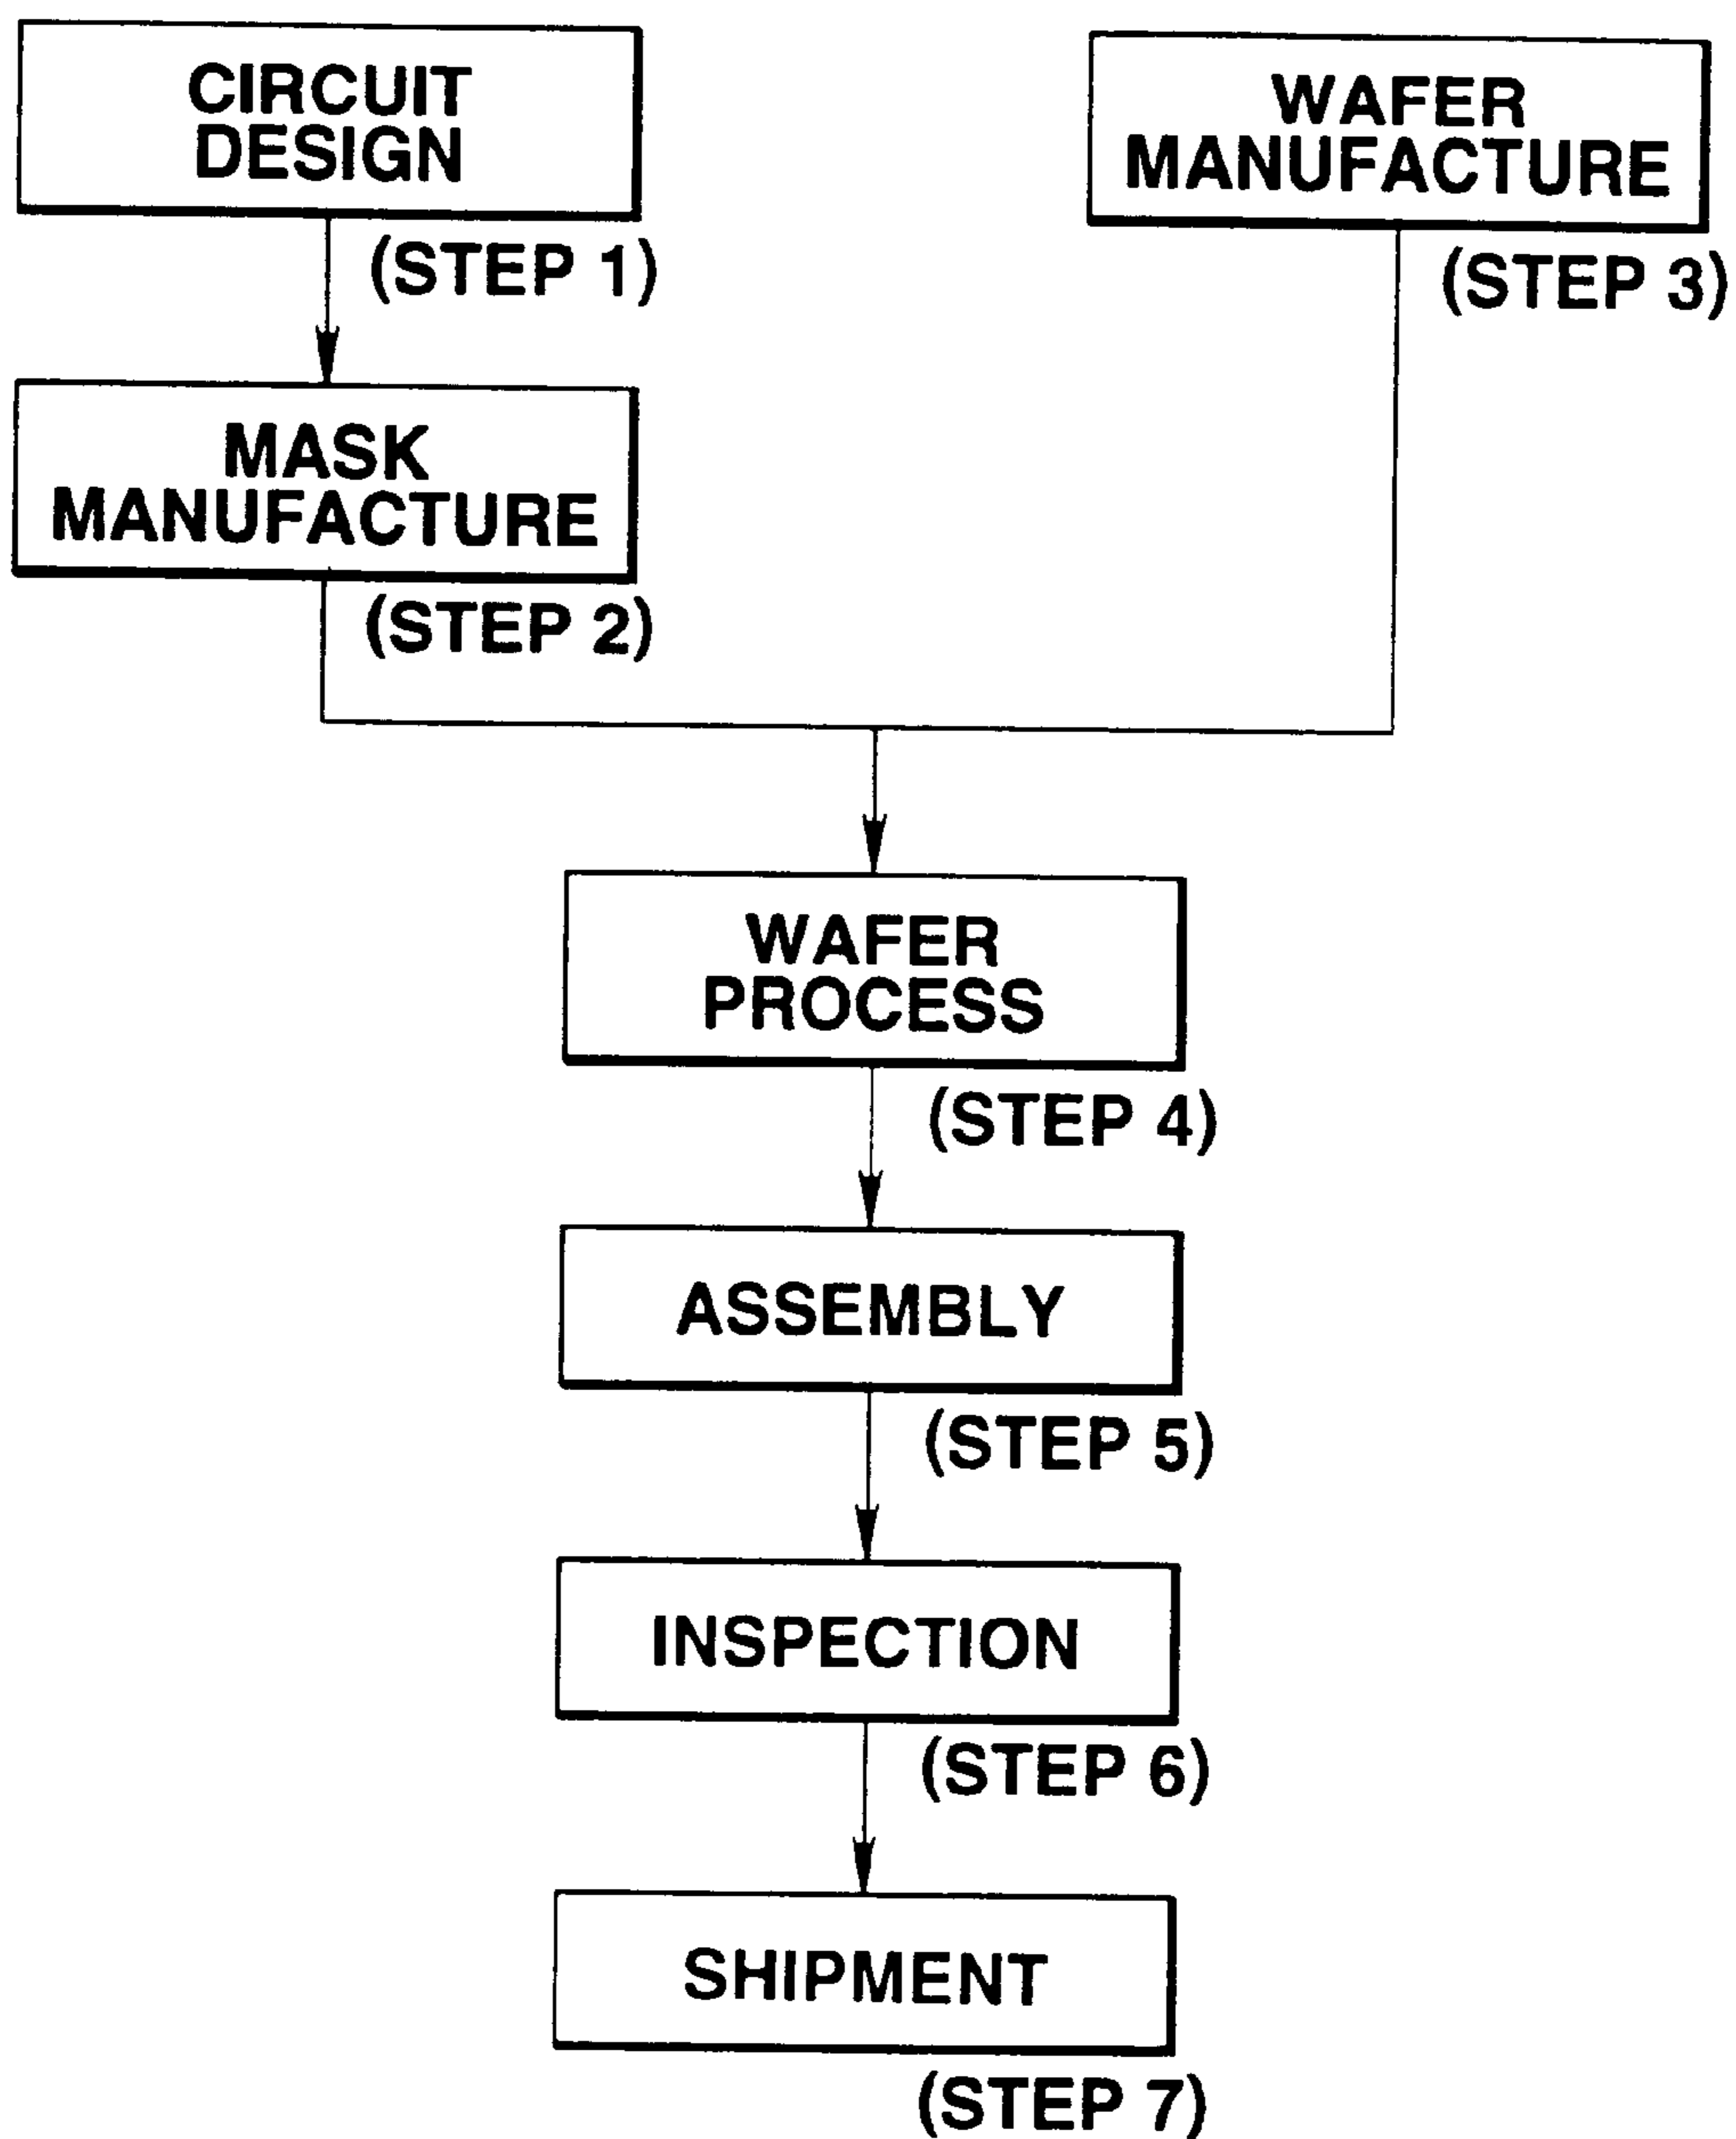 CIRCUIT
DESIGN
(STEP 1)
WAFER
MANUFACTURE
(STEP 3)
MASK
MANUFACTURE
(STEP 2)
WAFER
PROCESS
(STEP 4)
ASSEMBLY
(STEP 5)
INSPECTION
(STEP 6)
SHIPMENT
(STEP 7)